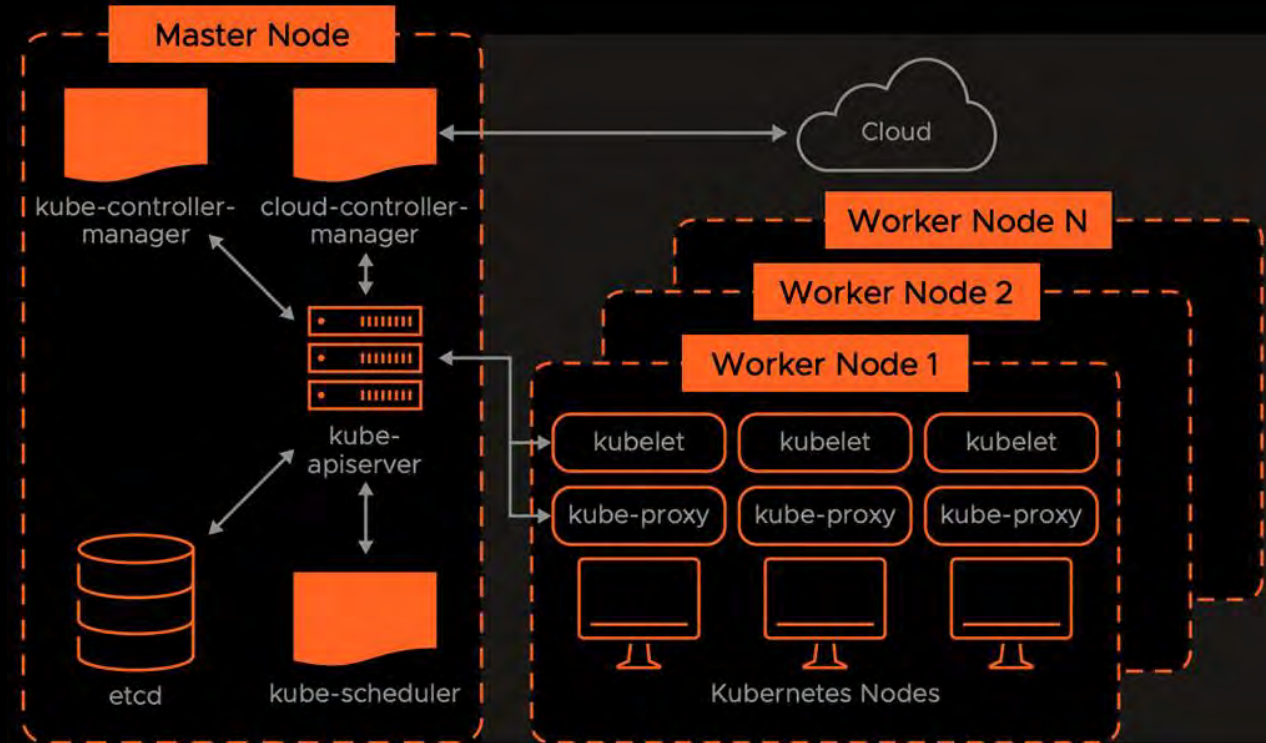 Master Node
kube-controller-
manager
cloud-controller-
manager
kube-
apiserver
etcd
kube-scheduler
Cloud
Worker Node N
Worker Node 2
Worker Node 1
kubelet
kubelet
kubelet
kube-proxy
kube-proxy
kube-proxy
Kubernetes Nodes